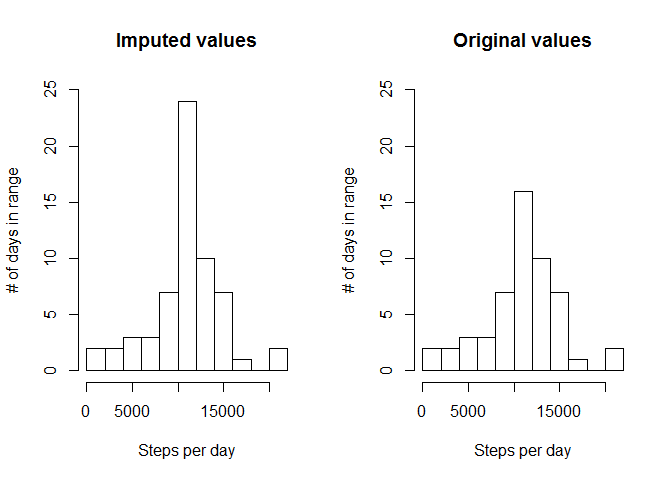 Imputed values
# of days in range
25
20
15
10
5
0
0 5000 15000
Steps per day
Original values
# of days in range
25
20
15
10
5
0
0 5000 15000
Steps per day